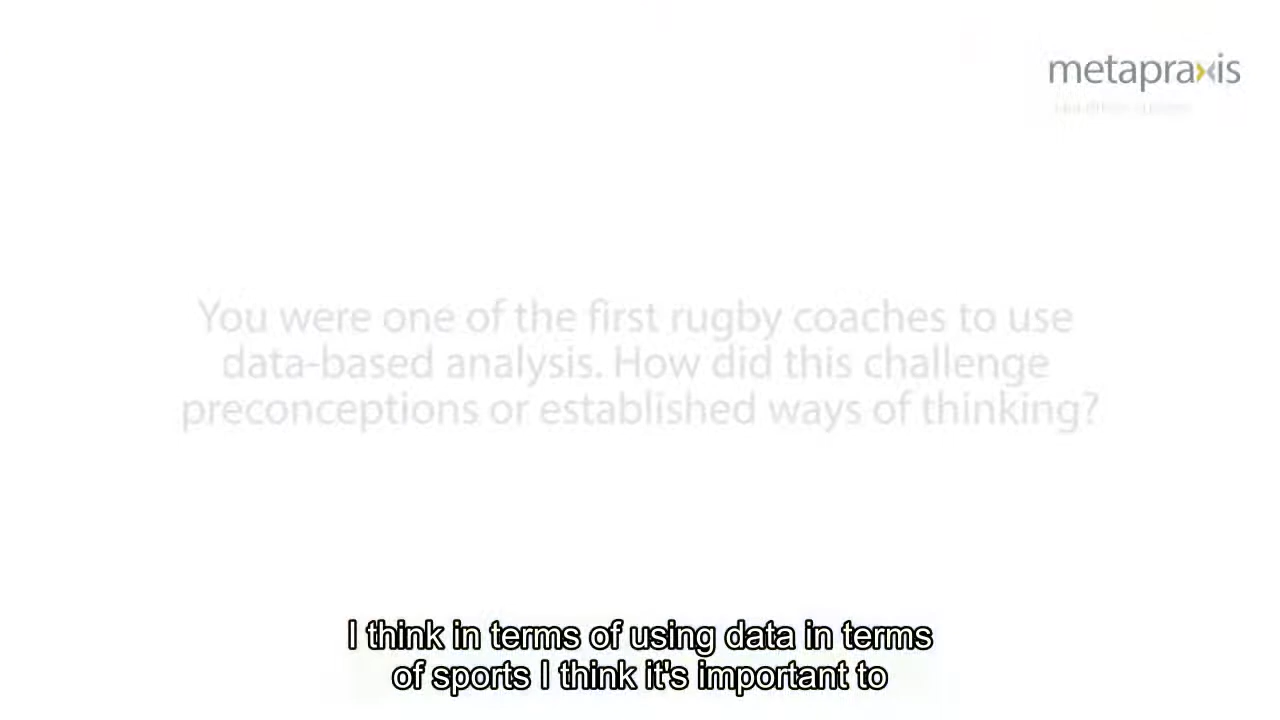 metapraxis
You were one of the first rugby coaches to use
data-based analysis. How did this challenge
preconceptions or established ways of thinking?
I think in terms of using data in terms
of sports I think it's important to